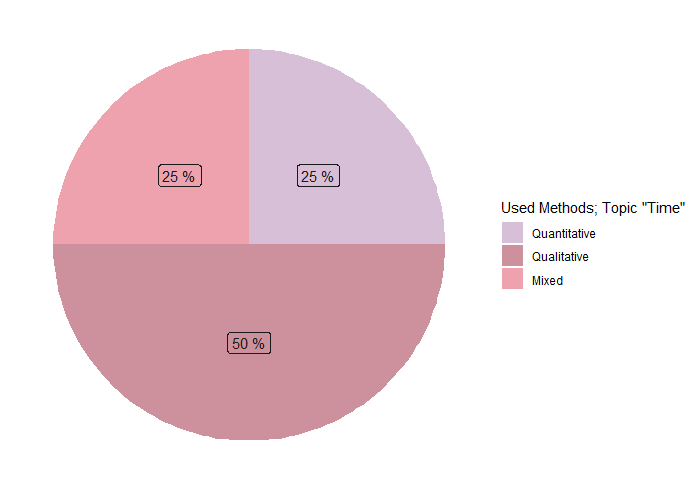 25 %
25 %
50 %
Used Methods; Topic "Time"
Quantitative
Qualitative
Mixed